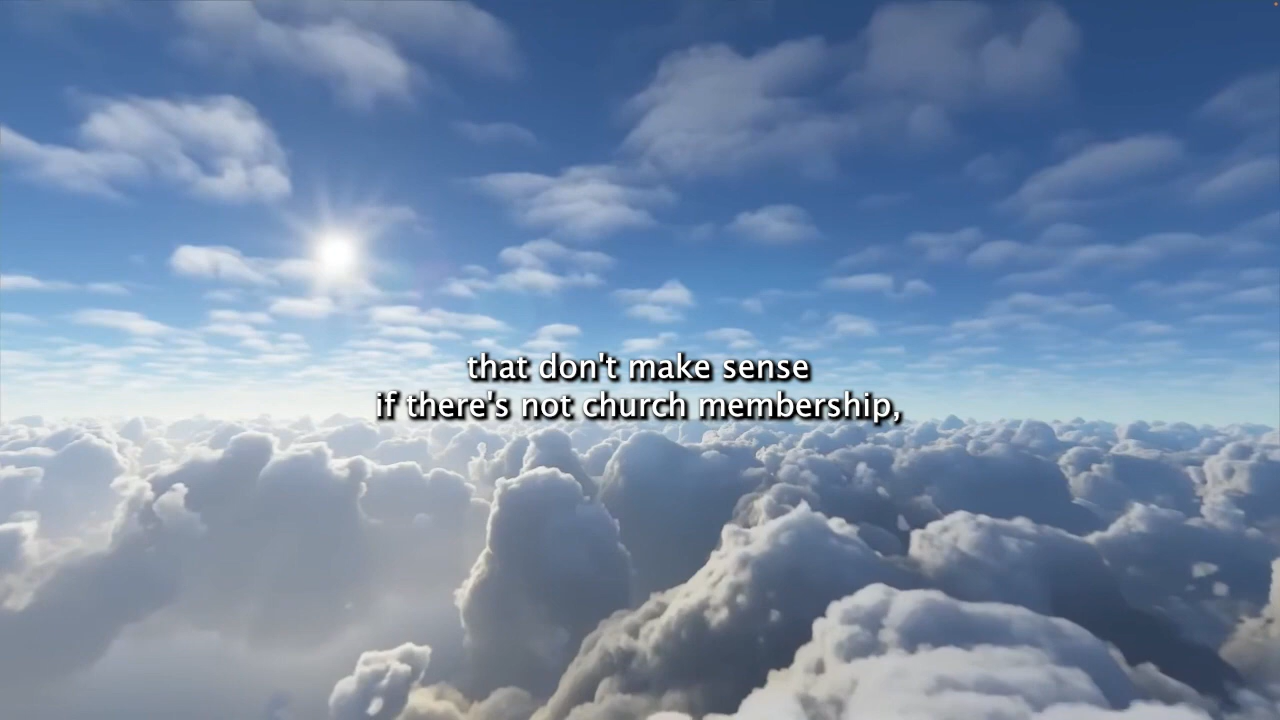 that don't make sense
if there's not church membership,